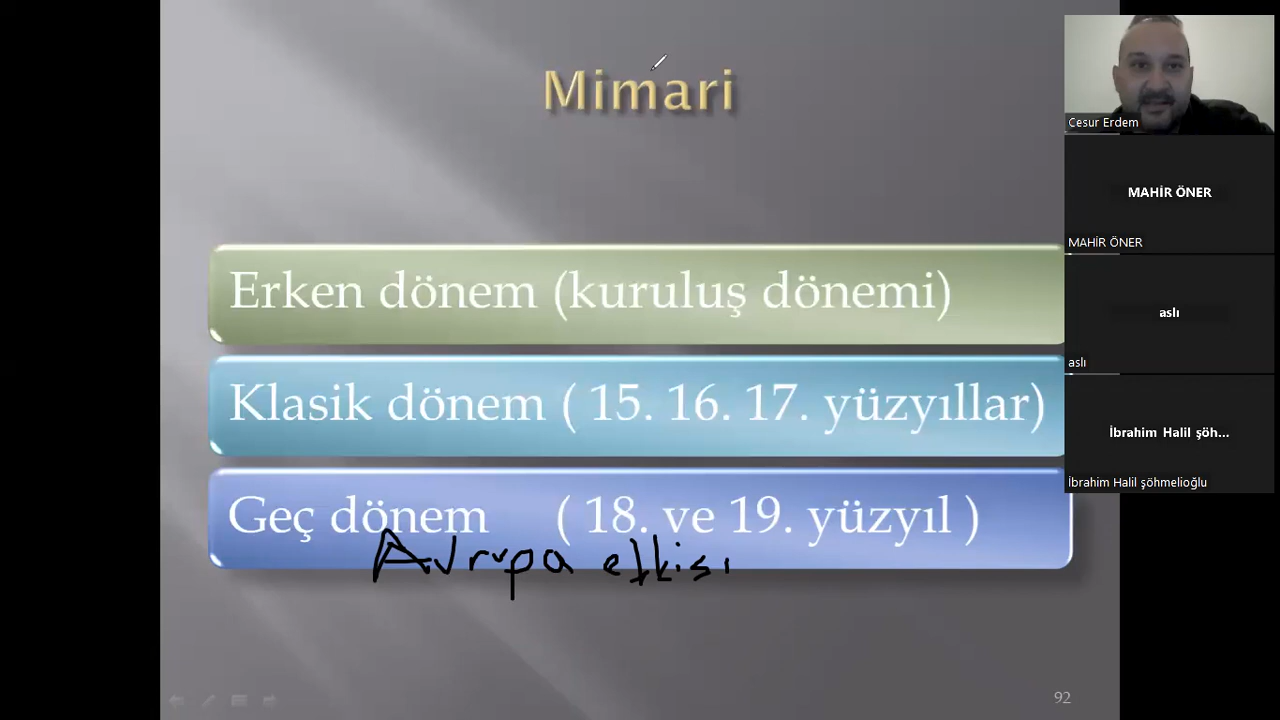 Mimari
Erken dönem (kuruluş dönemi)
Klasik dönem ( 15. 16. 17. yüzyıllar)
Geç dönem ( 18. ve 19. yüzyıl )
Avrupa etkisi
92
Cesur Erdem
MAHİR ÖNER
MAHİR ÖNER
aslı
aslı
İbrahim Halil şöh...
İbrahim Halil şöhmelioğlu